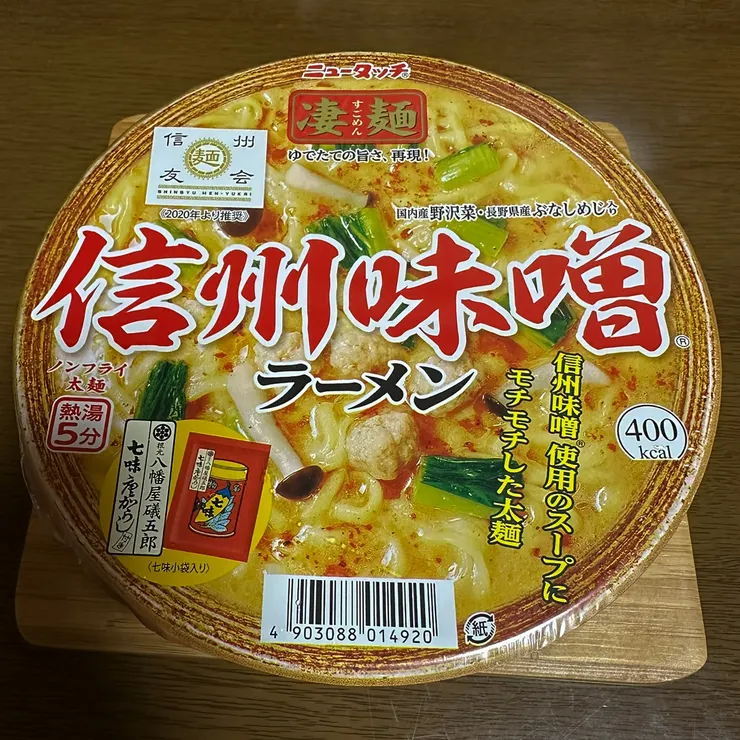 ニュータッチ®
凄麺
すごめん
ゆでたての旨さ、再現!
信州
麺
友会
SHINSYU MEN-YUKAI
《2020年より推奨》
国内産野沢菜・長野県産ぶなしめじ入り
信州味噌®
ラーメン
ノンフライ
太麺
熱湯
5分
信州味噌®使用のスープに
モチモチした太麺
400
kcal
根元
八幡屋礒五郎
七味唐からし
七味
(七味小袋入り)
4 903088 014920
紙